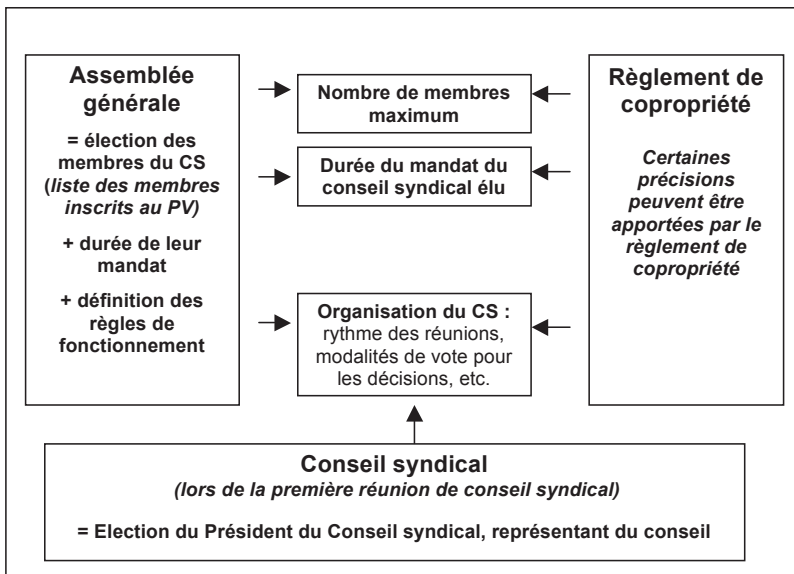 Assemblée
générale
= élection des
membres du CS
(liste des membres
inscrits au PV)
+ durée de leur
mandat
+ définition des
règles de
fonctionnement
Nombre de membres
maximum
Durée du mandat du
conseil syndical élu
Organisation du CS :
rythme des réunions,
modalités de vote pour
les décisions, etc.
Règlement de
copropriété
Certaines
précisions
peuvent être
apportées par le
règlement de
copropriété
Conseil syndical
(lors de la première réunion de conseil syndical)
= Election du Président du Conseil syndical, représentant du conseil